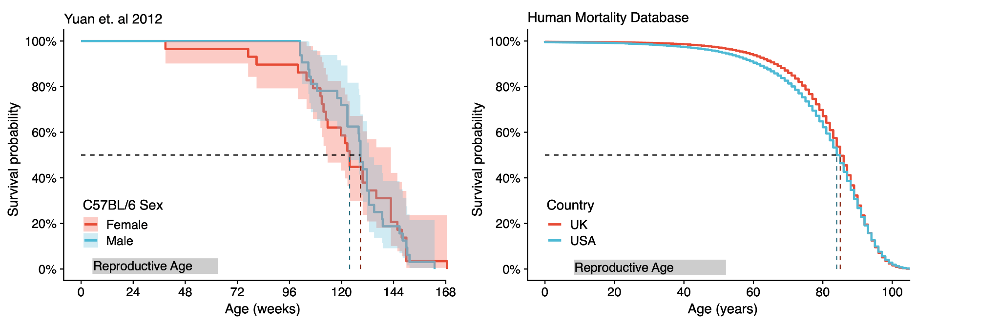 Yuan et. al 2012
100%
80%
60%
40%
20%
0%
Survival probability
C57BL/6 Sex
Female
Male
Reproductive Age
0 24 48 72 96 120 144 168
Age (weeks)
Human Mortality Database
100%
80%
60%
40%
20%
0%
Survival probability
Country
UK
USA
Reproductive Age
0 20 40 60 80 100
Age (years)